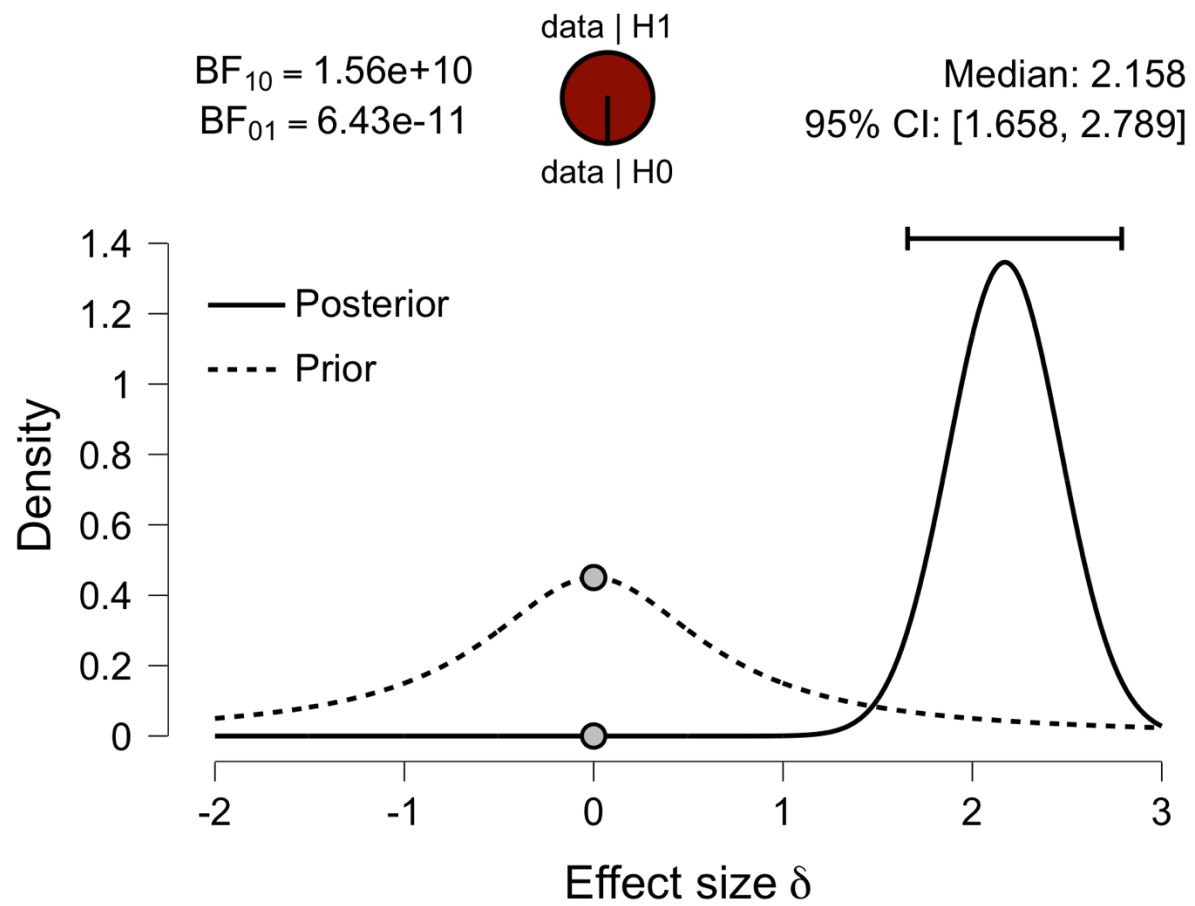 data | H1
BF₁₀ = 1.56e+10
BF₀₁ = 6.43e-11
data | H0
Median: 2.158
95% CI: [1.658, 2.789]
1.4
1.2
1
0.8
0.6
0.4
0.2
0
Density
Posterior
Prior
-2 -1 0 1 2 3
Effect size δ